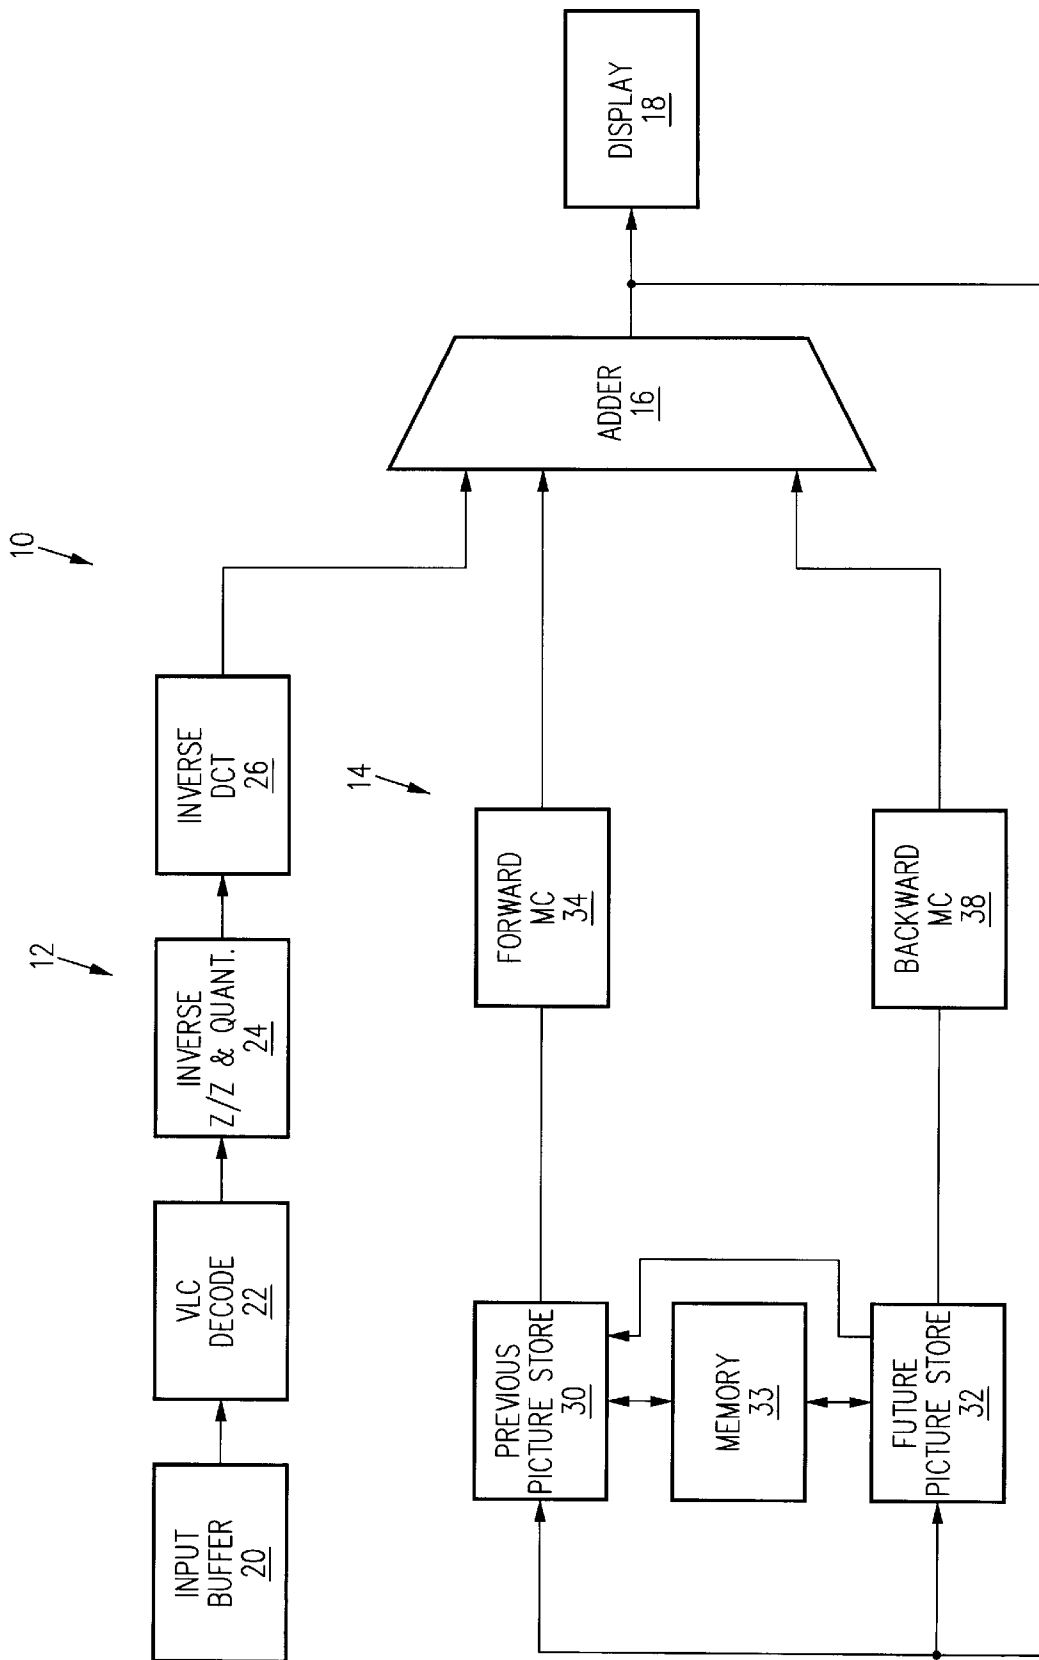 10
12
INPUT
BUFFER
20
VLC
DECODE
22
INVERSE
Z/Z & QUANT.
24
INVERSE
DCT
26
14
PREVIOUS
PICTURE STORE
30
FORWARD
MC
34
ADDER
16
DISPLAY
18
MEMORY
33
FUTURE
PICTURE STORE
32
BACKWARD
MC
38